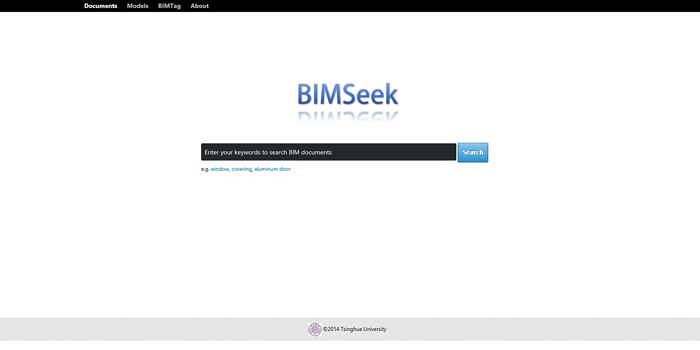 Documents Models BIMTag About
BIMSeek
Enter your keywords to search BIM documents Search
e.g. window, covering, aluminum door
©2014 Tsinghua University